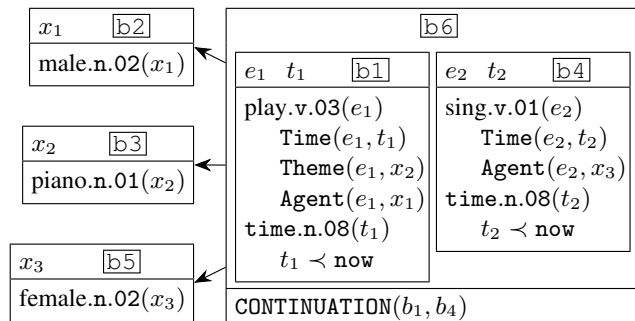 x₁ b2
male.n.02(x₁)
x₂ b3
piano.n.01(x₂)
x₃ b5
female.n.02(x₃)
b6
e₁ t₁ b1
play.v.03(e₁)
Time(e₁, t₁)
Theme(e₁, x₂)
Agent(e₁, x₁)
time.n.08(t₁)
t₁ ≺ now
e₂ t₂ b4
sing.v.01(e₂)
Time(e₂, t₂)
Agent(e₂, x₃)
time.n.08(t₂)
t₂ ≺ now
CONTINUATION(b₁, b₄)